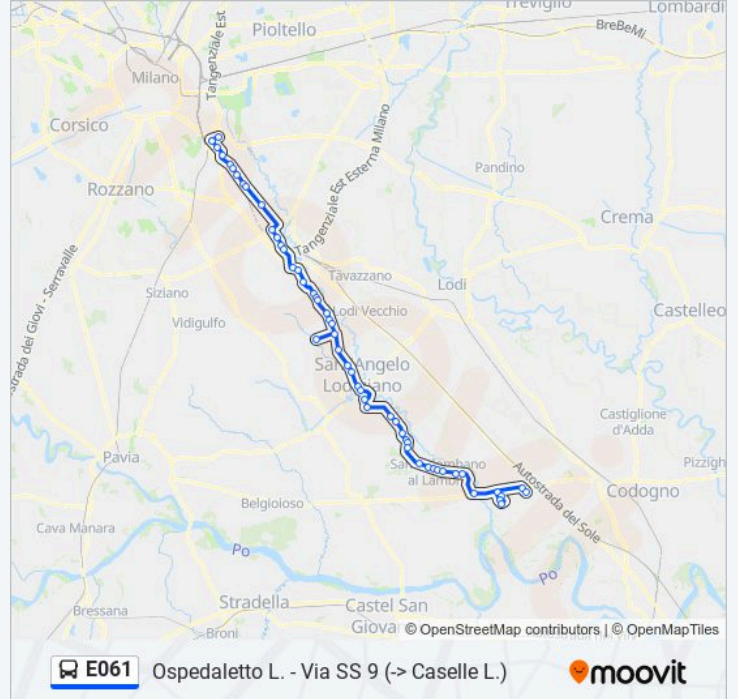 Treviglio
Lombardi
Pioltello
BreBeMi
Tangenziale Est
Milano
Corsico
Tangenziale Est Esterna Milano
Pandino
Rozzano
Crema
Tavazzano
Lodi
Siziano
Lodi Vecchio
Castelleo
Vidigulfo
strada dei Giovi - Serravalle
Sant'Angelo
Lodigiano
Castiglione
d'Adda
Pavia
San Colombano
al Lambro
Pizzigh
Autostrada del Sole
Codogno
Belgioioso
Cava Manara
Po
Po
Stradella
Castel San
Giova
Bressana
Broni
© OpenStreetMap contributors | © OpenMapTiles
E061 Ospedaletto L. - Via SS 9 (-> Caselle L.) moovit